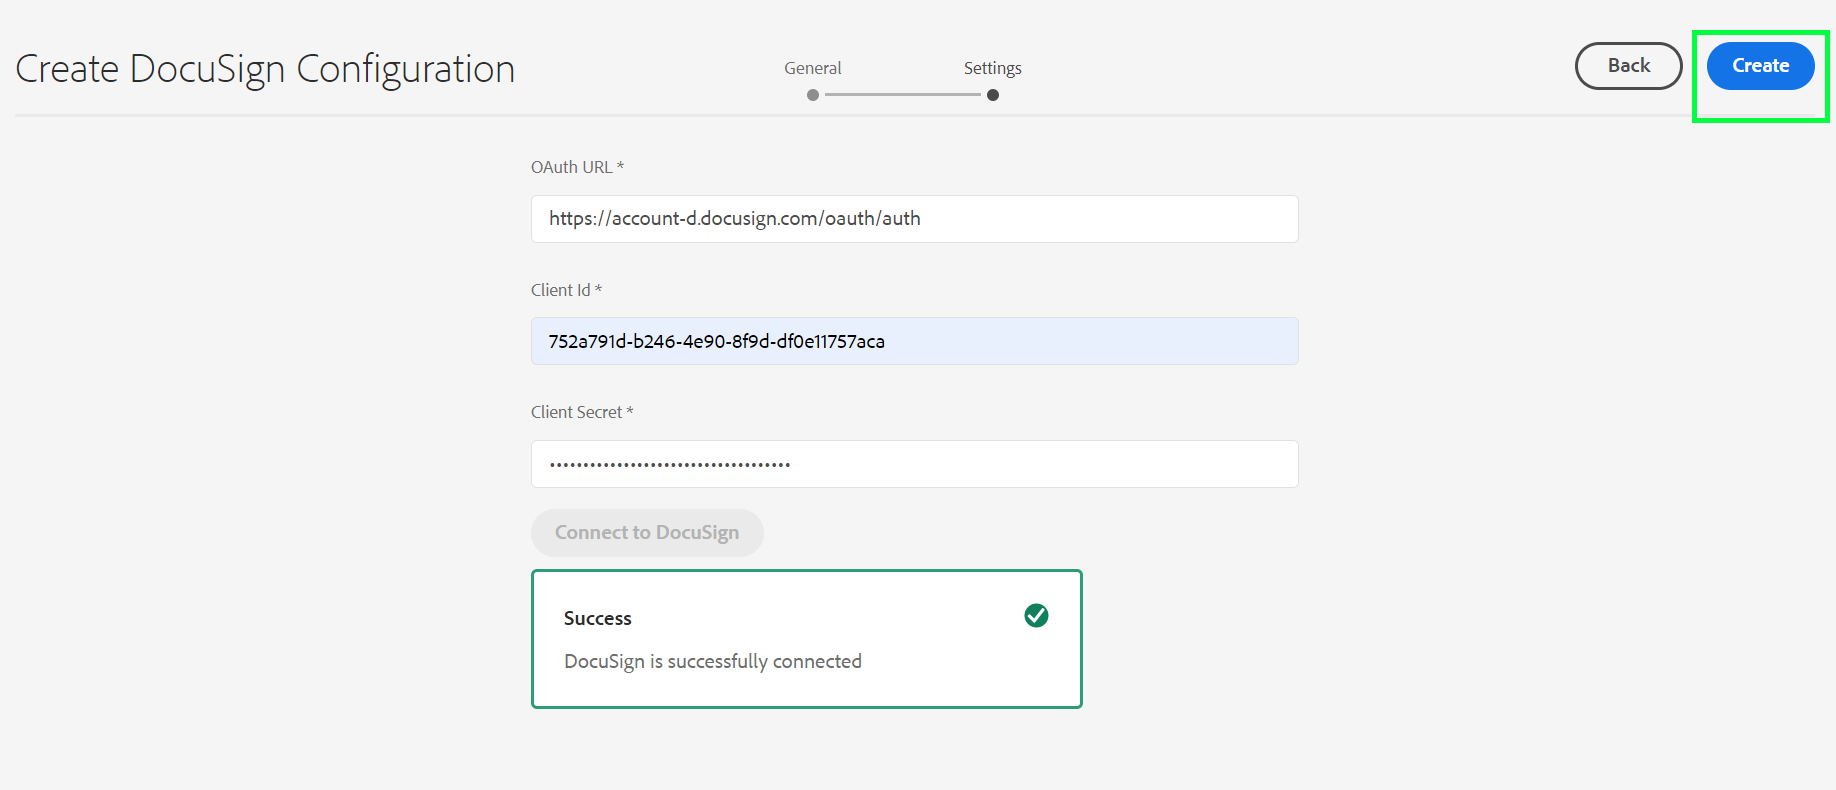 Create DocuSign Configuration
General
Settings
Back
Create
OAuth URL *
https://account-d.docusign.com/oauth/auth
Client Id *
752a791d-b246-4e90-8f9d-df0e11757aca
Client Secret *
••••••••••••••••••••••••••••••••••••
Connect to DocuSign
Success
DocuSign is successfully connected